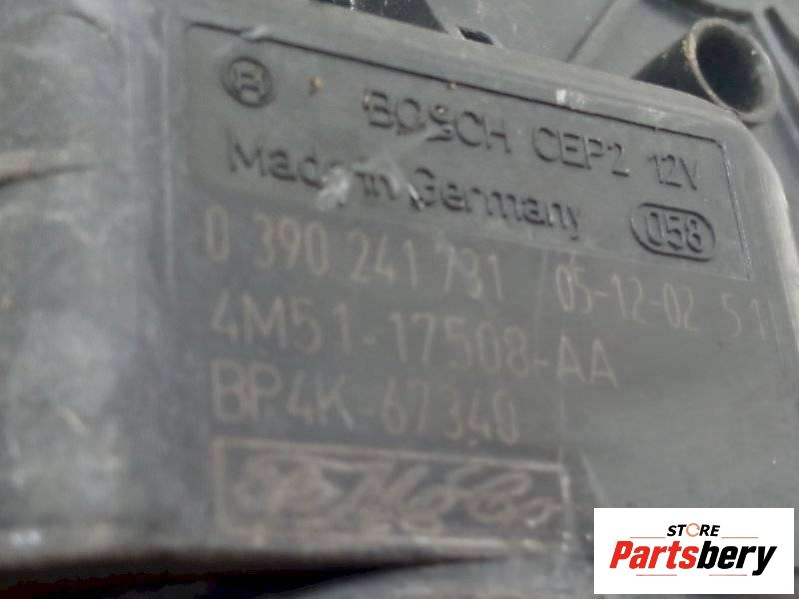 BOSCH CEP2 12V
Made in Germany 058
0 390 241 731 05-12-02 51
4M51-17508-AA
BP4K-67340
STORE
Partsbery